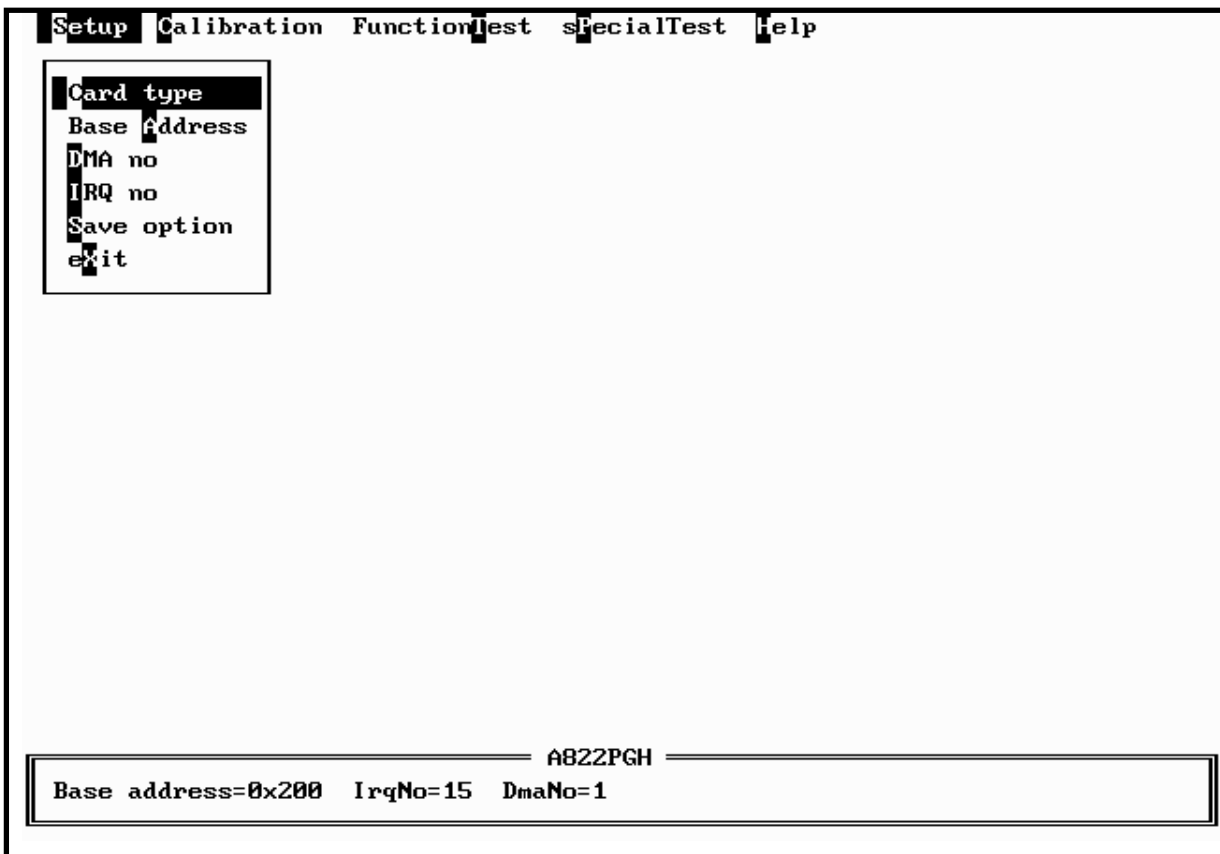 Setup Calibration FunctionTest sPecialTest Help
Card type
Base Address
DMA no
IRQ no
Save option
eXit
A822PGH
Base address=0x200 IrqNo=15 DmaNo=1